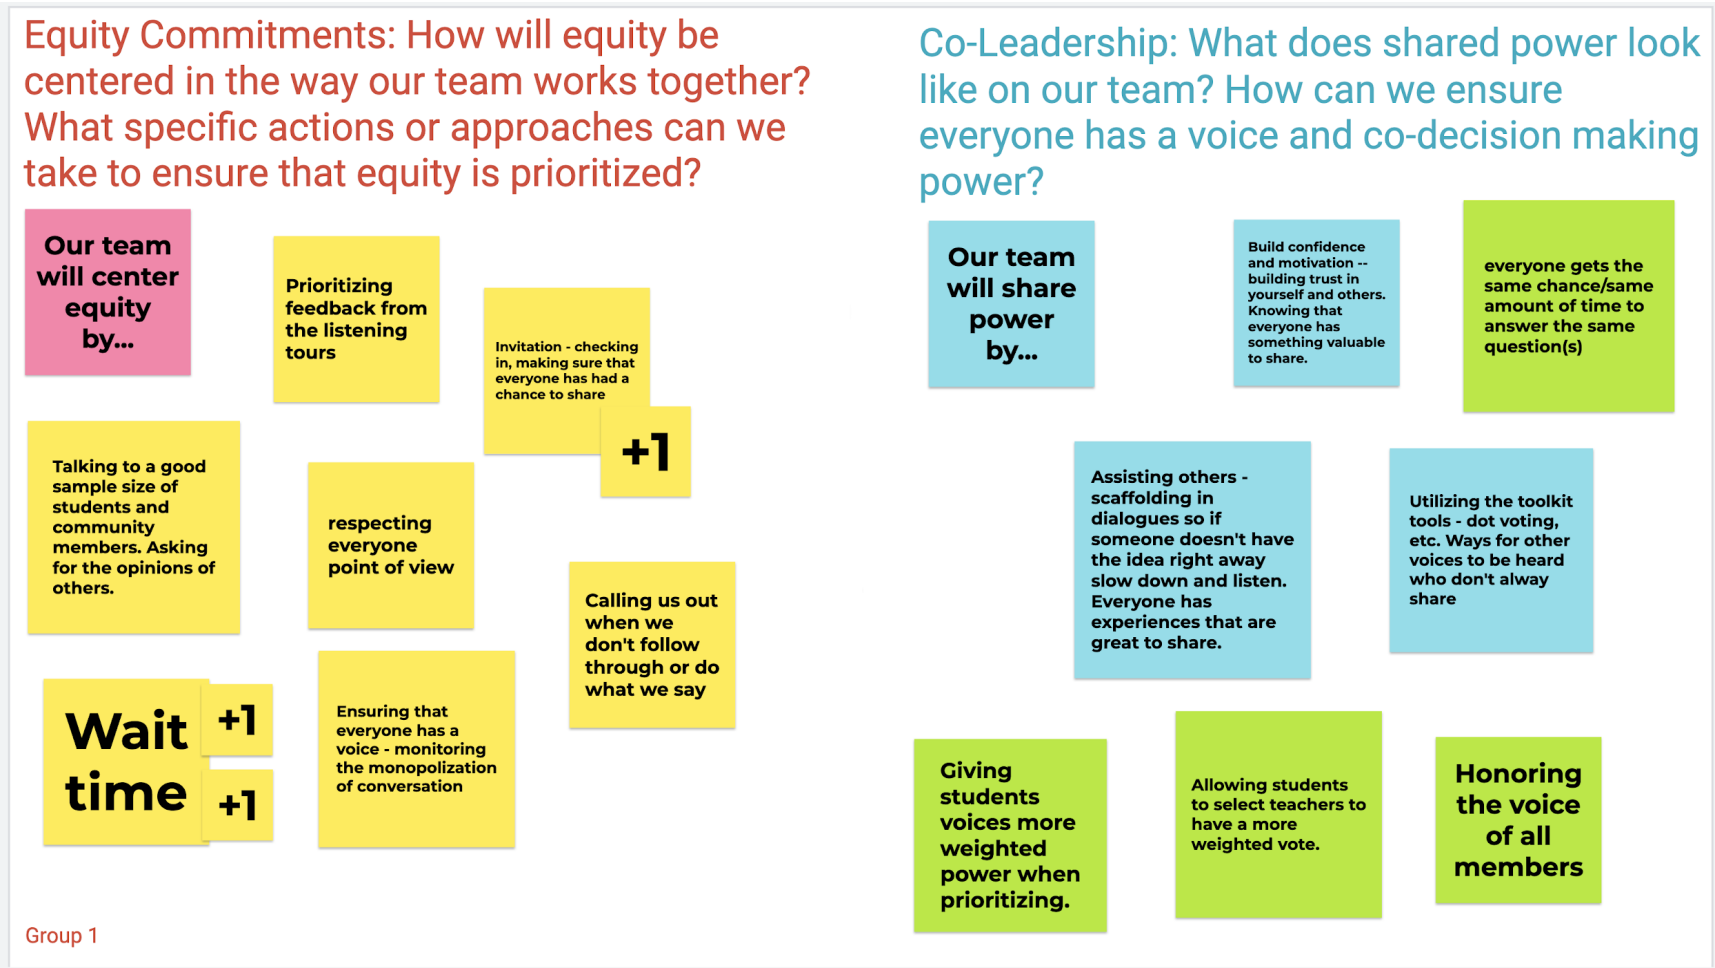 Equity Commitments: How will equity be
centered in the way our team works together?
What specific actions or approaches can we
take to ensure that equity is prioritized?
Our team
will center
equity
by...
Prioritizing
feedback from
the listening
tours
Invitation - checking
in, making sure that
everyone has had a
chance to share
+1
Talking to a good
sample size of
students and
community
members. Asking
for the opinions of
others.
respecting
everyone
point of view
Calling us out
when we
don't follow
through or do
what we say
Wait
time
+1
+1
Ensuring that
everyone has a
voice - monitoring
the monopolization
of conversation
Group 1
Co-Leadership: What does shared power look
like on our team? How can we ensure
everyone has a voice and co-decision making
power?
Our team
will share
power
by...
Build confidence
and motivation --
building trust in
yourself and others.
Knowing that
everyone has
something valuable
to share.
everyone gets the
same chance/same
amount of time to
answer the same
question(s)
Assisting others -
scaffolding in
dialogues so if
someone doesn't have
the idea right away
slow down and listen.
Everyone has
experiences that are
great to share.
Utilizing the toolkit
tools - dot voting,
etc. Ways for other
voices to be heard
who don't alway
share
Giving
students
voices more
weighted
power when
prioritizing.
Allowing students
to select teachers to
have a more
weighted vote.
Honoring
the voice
of all
members